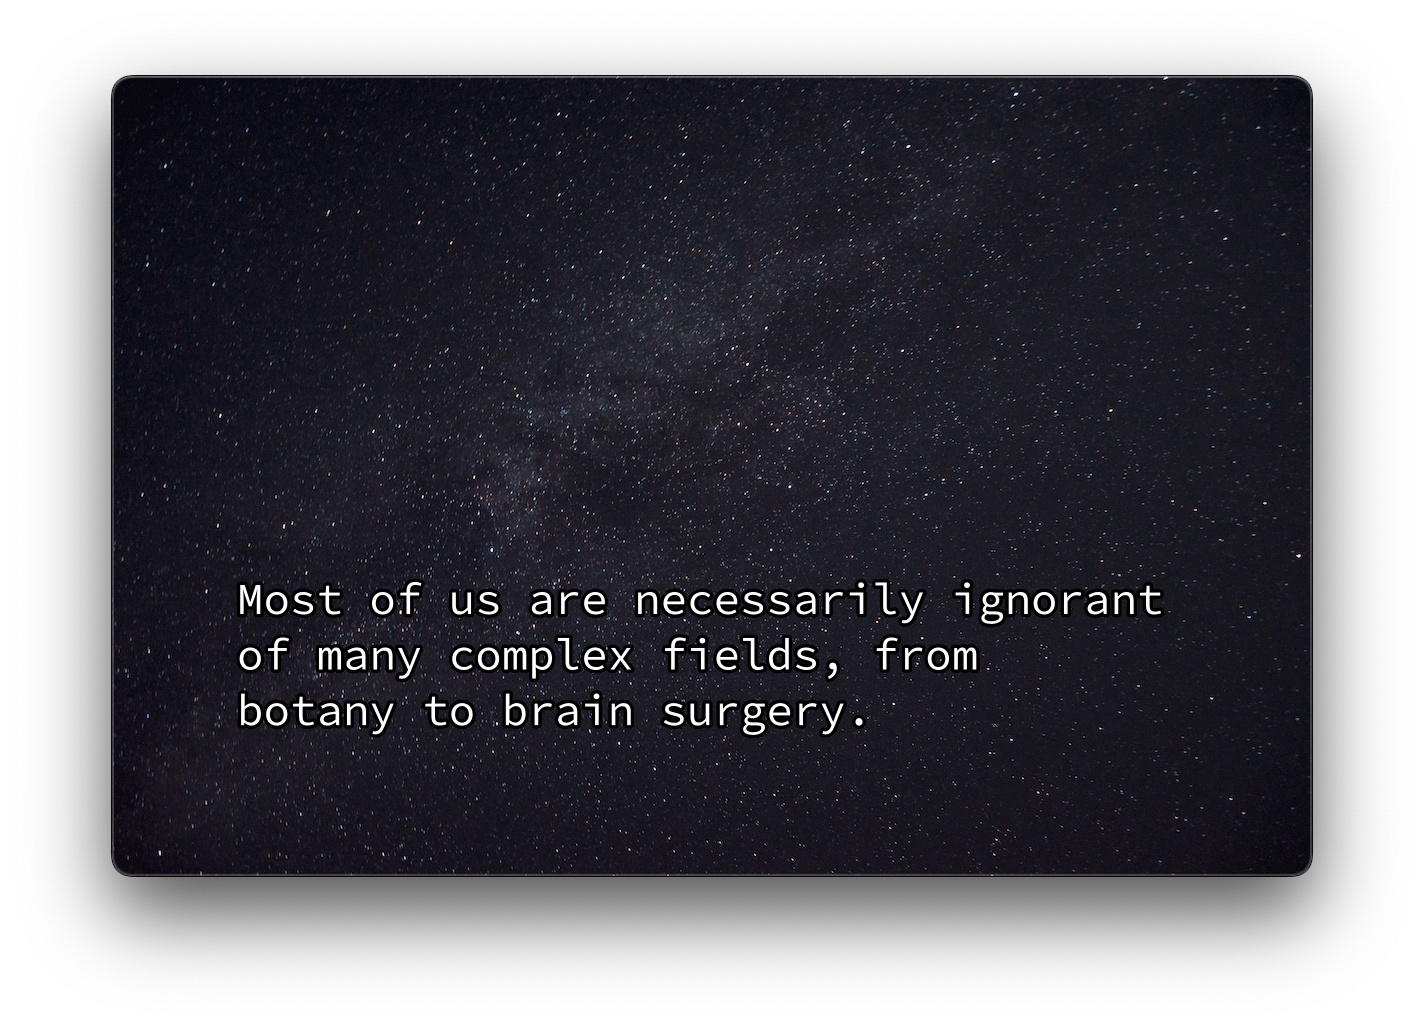 Most of us are necessarily ignorant
of many complex fields, from
botany to brain surgery.